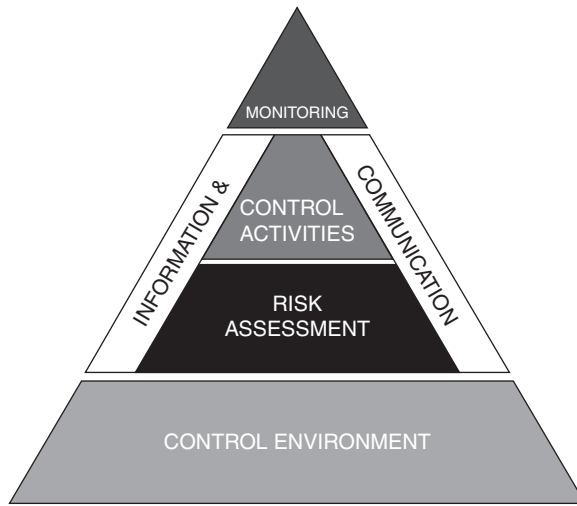 MONITORING
INFORMATION &
COMMUNICATION
CONTROL
ACTIVITIES
RISK
ASSESSMENT
CONTROL ENVIRONMENT